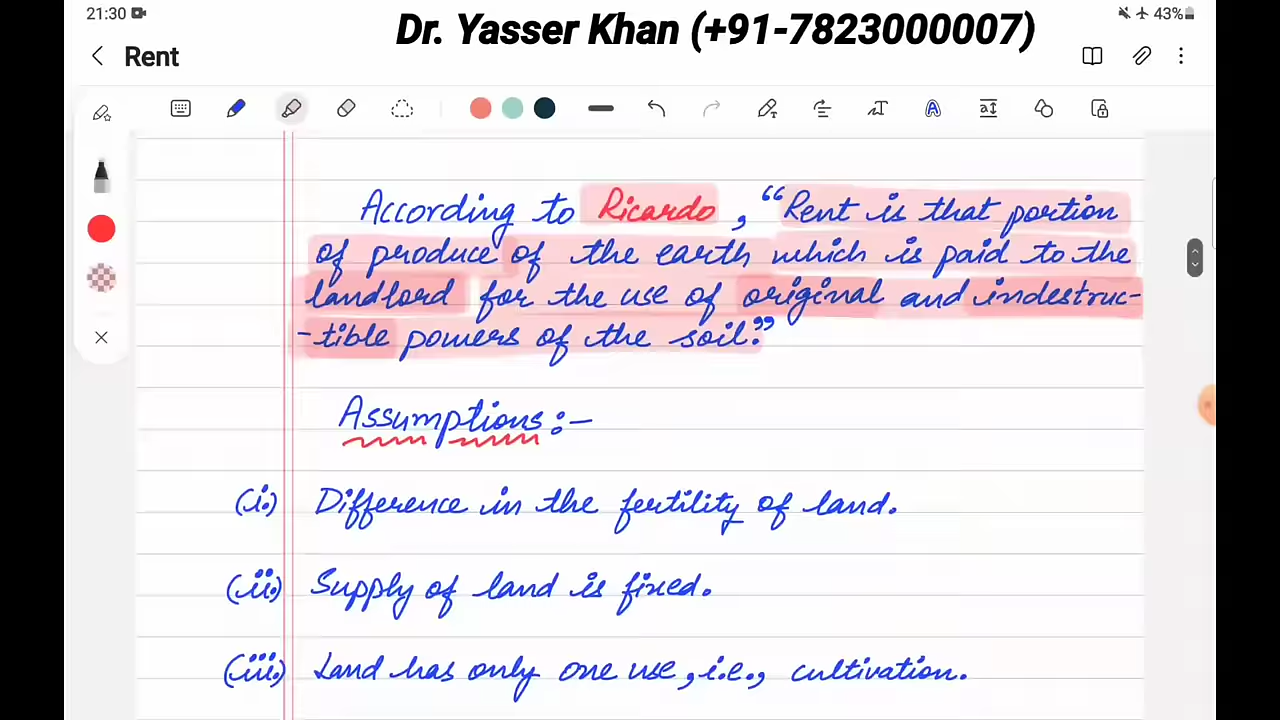 21:30
43%
Dr. Yasser Khan (+91-7823000007)
Rent
According to Ricardo, “Rent is that portion
of produce of the earth which is paid to the
landlord for the use of original and indestruc-
-tible powers of the soil.”
Assumptions:-
(i.) Difference in the fertility of land.
(ii.) Supply of land is fixed.
(iii.) Land has only one use, i.e., cultivation.